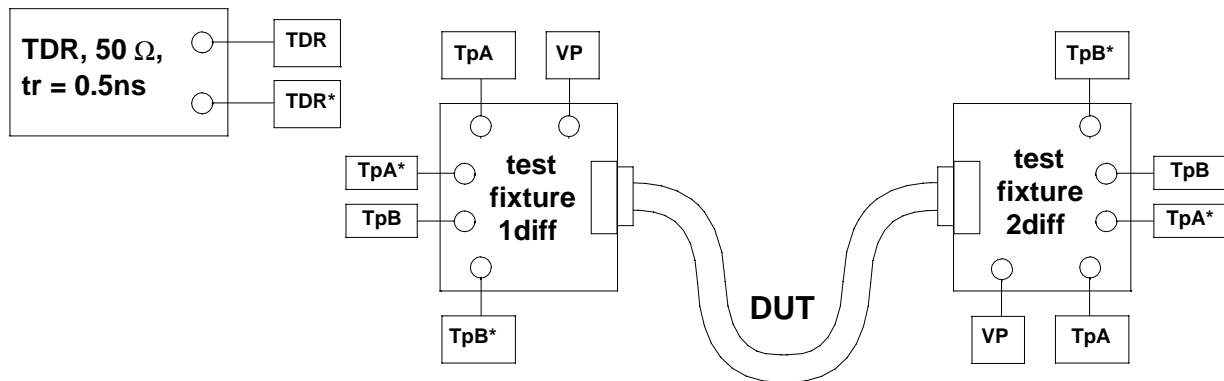 TDR, 50 Ω,
tr = 0.5ns
TDR
TDR*
TpA
VP
TpA*
TpB
TpB*
test
fixture
1diff
DUT
test
fixture
2diff
TpB*
TpB
TpA*
VP
TpA